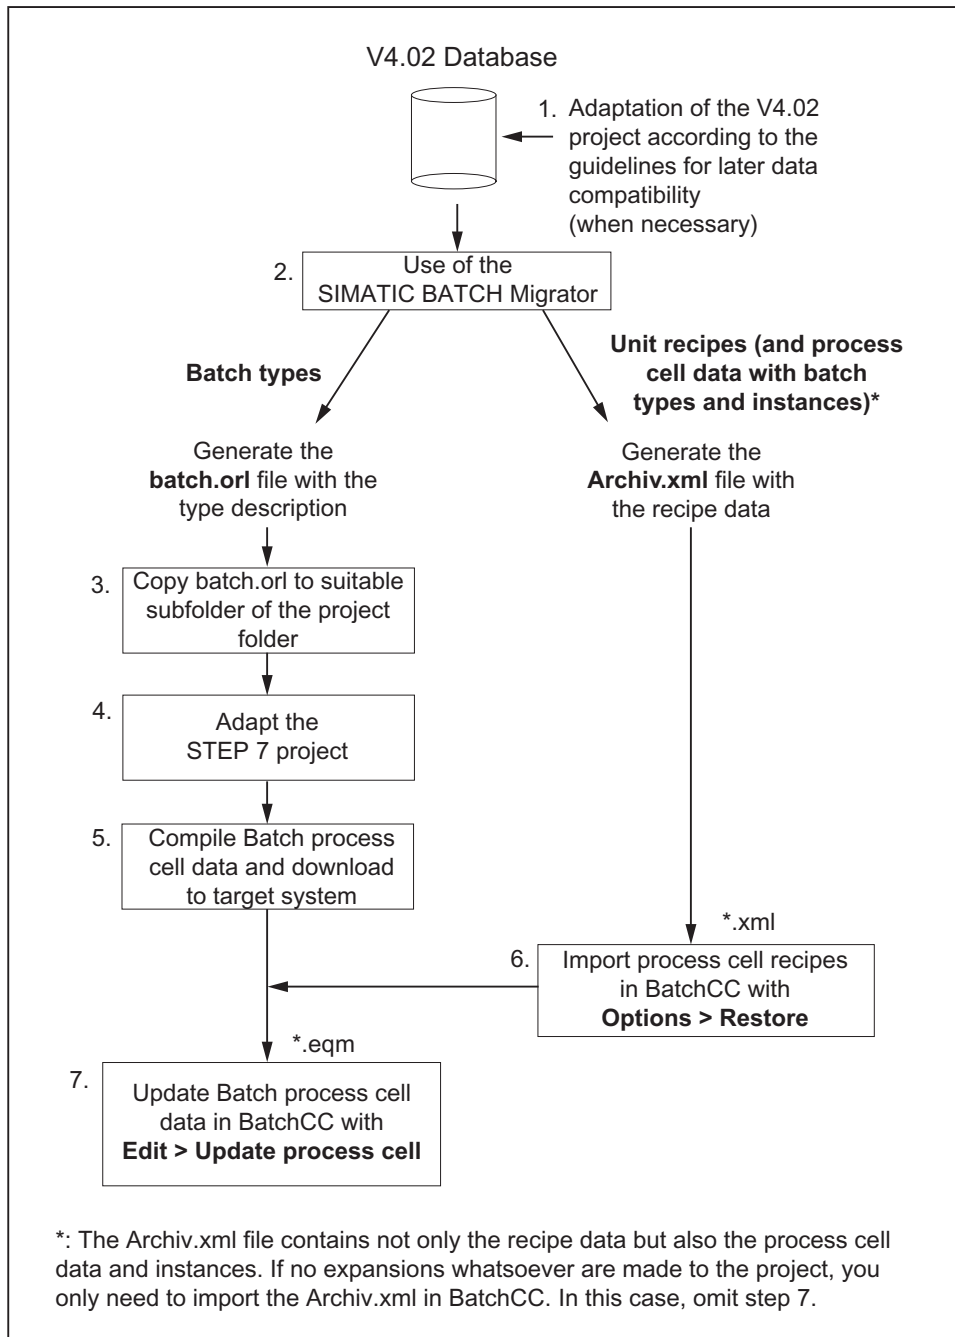 V4.02 Database
1. Adaptation of the V4.02
project according to the
guidelines for later data
compatibility
(when necessary)
2. Use of the
SIMATIC BATCH Migrator
Batch types
Unit recipes (and process
cell data with batch
types and instances)*
Generate the
batch.orl file with the
type description
Generate the
Archiv.xml file with
the recipe data
3. Copy batch.orl to suitable
subfolder of the project
folder
4. Adapt the
STEP 7 project
5. Compile Batch process
cell data and download
to target system
*.xml
6. Import process cell recipes
in BatchCC with
Options > Restore
*.eqm
7. Update Batch process cell
data in BatchCC with
Edit > Update process cell
*: The Archiv.xml file contains not only the recipe data but also the process cell
data and instances. If no expansions whatsoever are made to the project, you
only need to import the Archiv.xml in BatchCC. In this case, omit step 7.